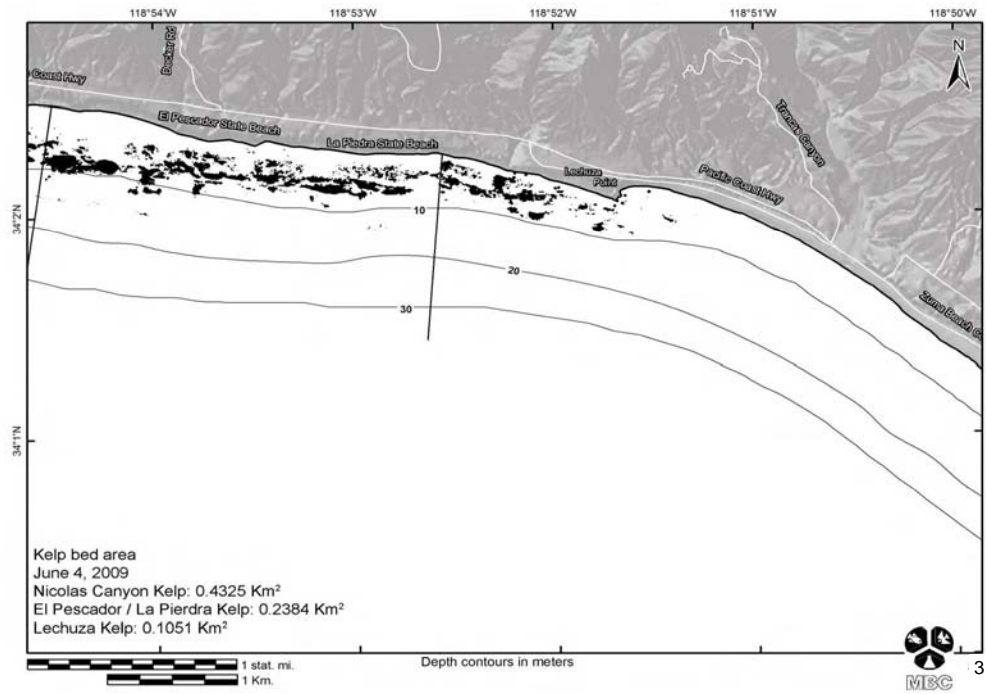 118°54'W 118°53'W 118°52'W 118°51'W 118°50'W
N
Decker Rd
Coast Hwy
El Pescador State Beach
La Piedra State Beach
Trancas Canyon
Lechuza
Point
Pacific Coast Hwy
34°2'N
10
20
30
Zuma Beach C
34°1'N
Kelp bed area
June 4, 2009
Nicolas Canyon Kelp: 0.4325 Km²
El Pescador / La Pierdra Kelp: 0.2384 Km²
Lechuza Kelp: 0.1051 Km²
1 stat. mi.
1 Km.
Depth contours in meters
MBC
3